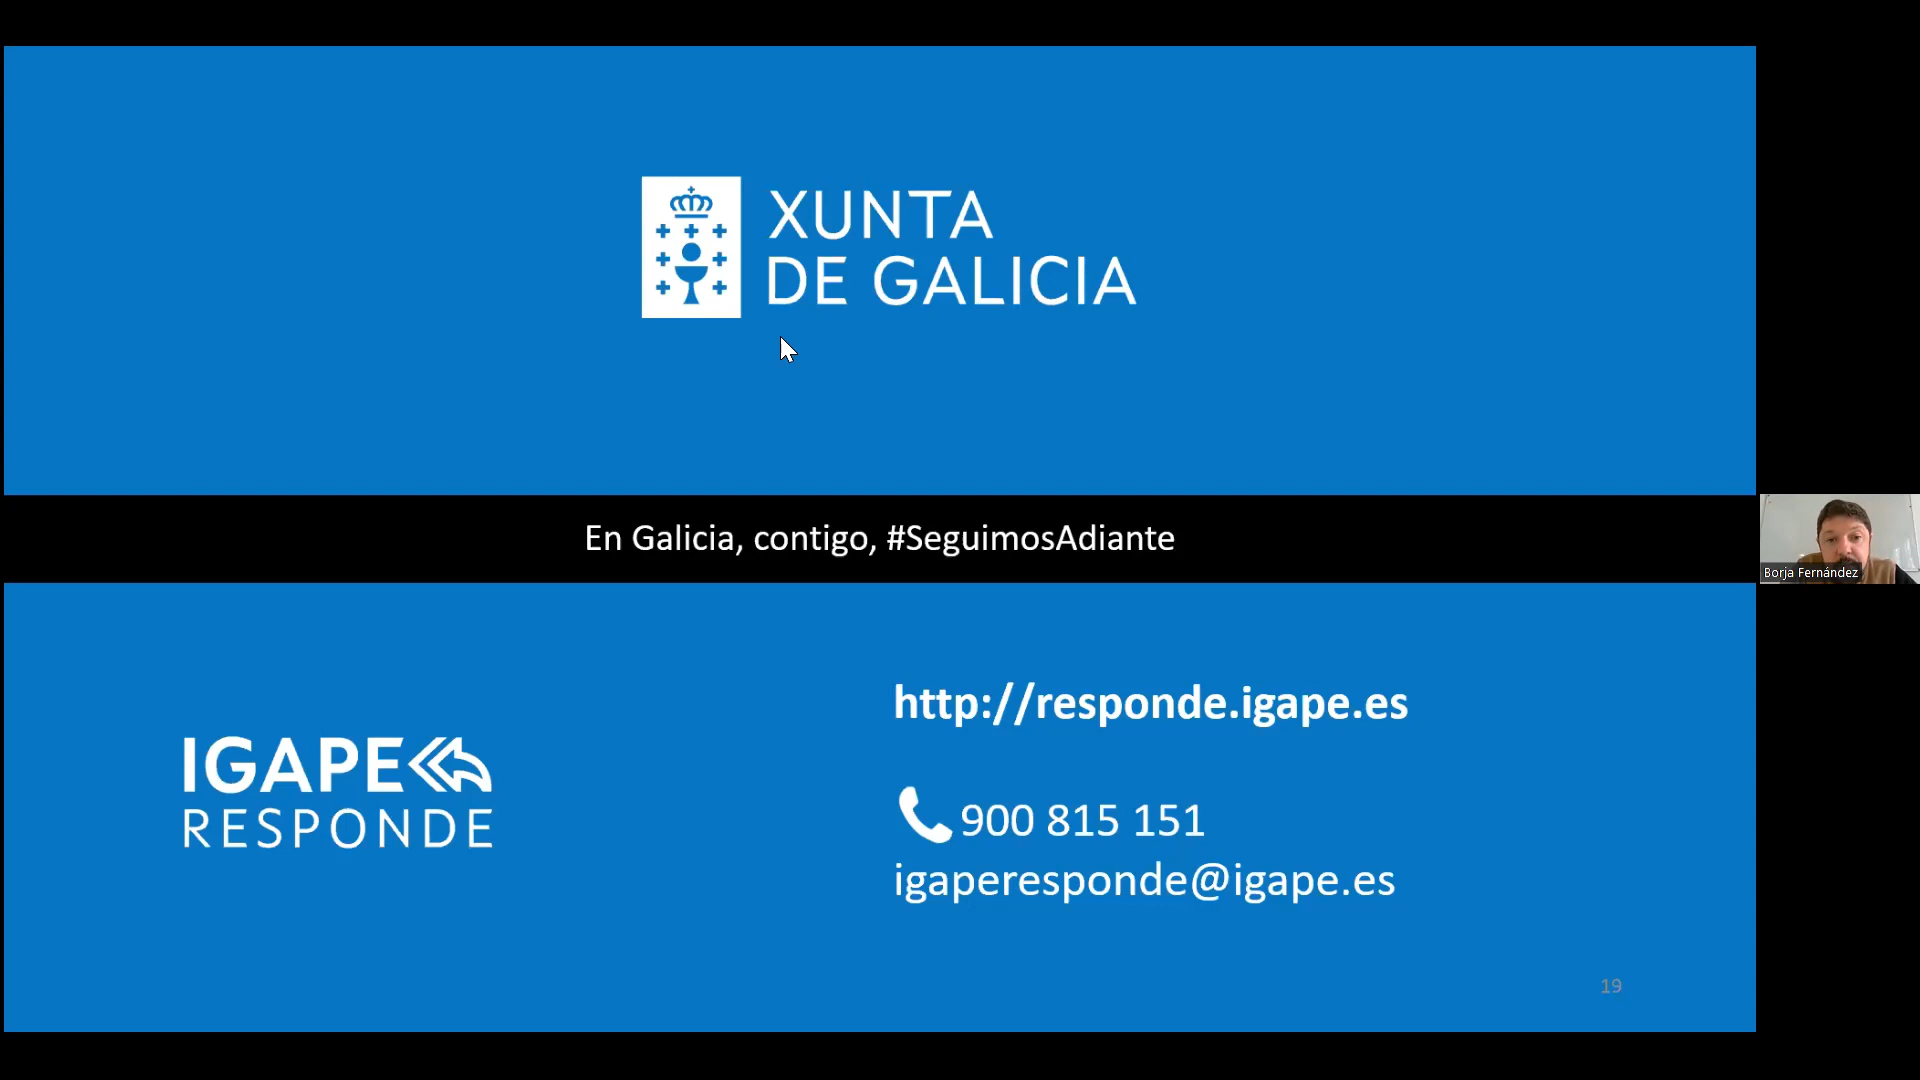 XUNTA
DE GALICIA
En Galicia, contigo, #SeguimosAdiante
Borja Fernández
http://responde.igape.es
IGAPE
RESPONDE
900 815 151
igaperesponde@igape.es
19